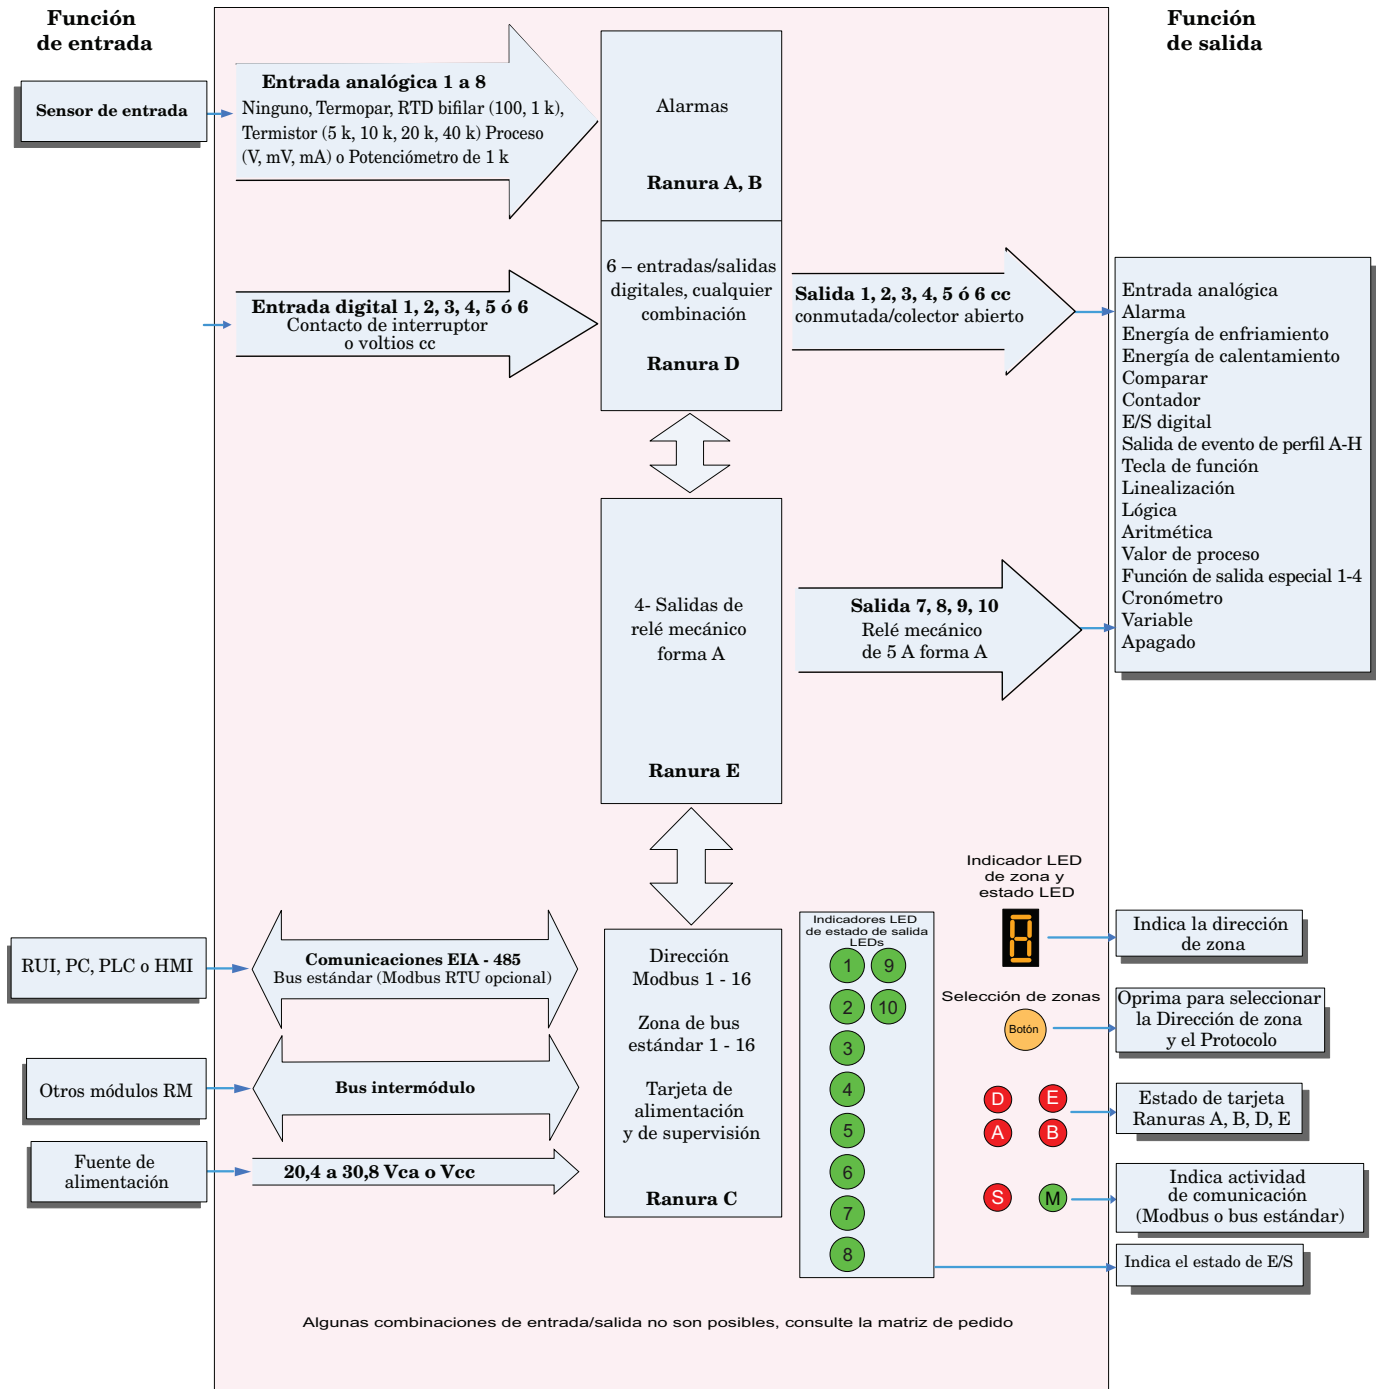 Función
de entrada
Función
de salida
Sensor de entrada
Entrada analógica 1 a 8
Ninguno, Termopar, RTD bifilar (100, 1 k),
Termistor (5 k, 10 k, 20 k, 40 k) Proceso
(V, mV, mA) o Potenciómetro de 1 k
Alarmas
Ranura A, B
Entrada digital 1, 2, 3, 4, 5 ó 6
Contacto de interruptor
o voltios cc
6 – entradas/salidas
digitales, cualquier
combinación
Ranura D
Salida 1, 2, 3, 4, 5 ó 6 cc
conmutada/colector abierto
Entrada analógica
Alarma
Energía de enfriamiento
Energía de calentamiento
Comparar
Contador
E/S digital
Salida de evento de perfil A-H
Tecla de función
Linealización
Lógica
Aritmética
Valor de proceso
Función de salida especial 1-4
Cronómetro
Variable
Apagado
4- Salidas de
relé mecánico
forma A
Ranura E
Salida 7, 8, 9, 10
Relé mecánico
de 5 A forma A
RUI, PC, PLC o HMI
Comunicaciones EIA - 485
Bus estándar (Modbus RTU opcional)
Otros módulos RM
Bus intermódulo
Fuente de
alimentación
20,4 a 30,8 Vca o Vcc
Dirección
Modbus 1 - 16
Zona de bus
estándar 1 - 16
Tarjeta de
alimentación
y de supervisión
Ranura C
Indicadores LED
de estado de salida
LEDs
1 9
2 10
3
4
5
6
7
8
Indicador LED
de zona y
estado LED
Indica la dirección
de zona
Selección de zonas
Botón
Oprima para seleccionar
la Dirección de zona
y el Protocolo
D E
A B
Estado de tarjeta
Ranuras A, B, D, E
S M
Indica actividad
de comunicación
(Modbus o bus estándar)
Indica el estado de E/S
Algunas combinaciones de entrada/salida no son posibles, consulte la matriz de pedido